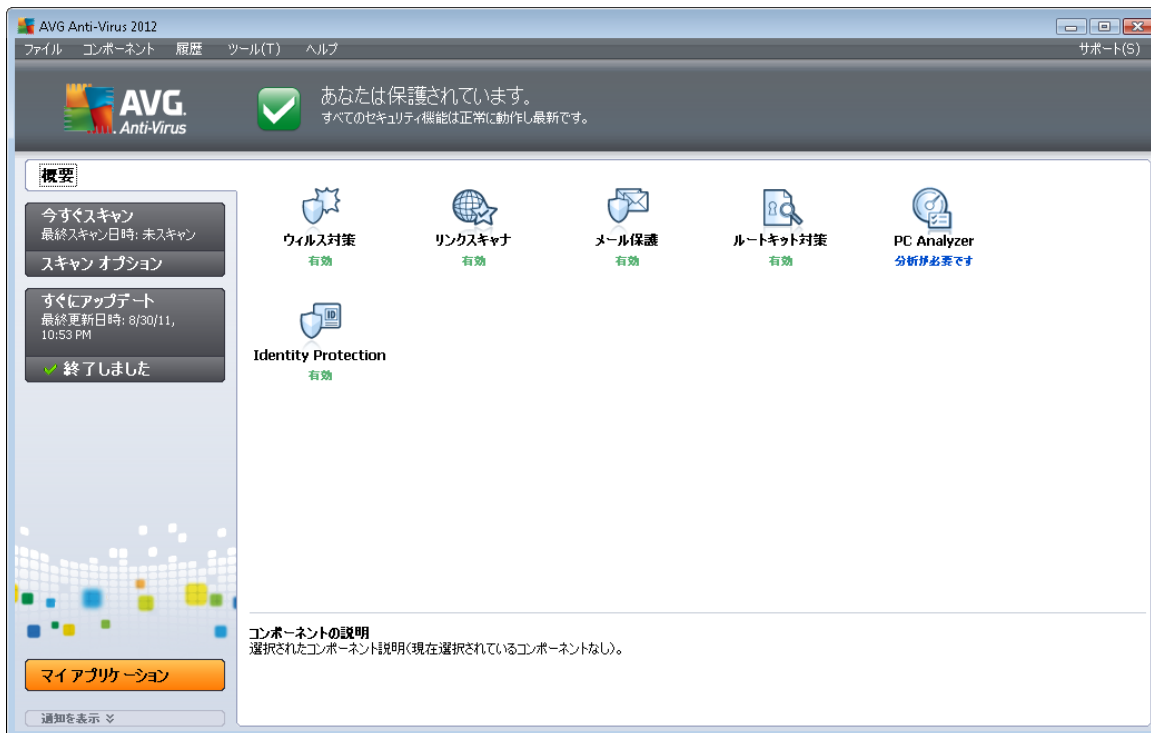 AVG Anti-Virus 2012
ファイル コンポーネント 履歴 ツール(T) ヘルプ サポート(S)
AVG.
Anti-Virus
あなたは保護されています。
すべてのセキュリティ機能は正常に動作し最新です。
概要
今すぐスキャン
最終スキャン日時: 未スキャン
スキャン オプション
すぐにアップデート
最終更新日時: 8/30/11,
10:53 PM
終了しました
ウィルス対策 リンクスキャナ メール保護 ルートキット対策 PC Analyzer
有効 有効 有効 有効 分析が必要です
ID
Identity Protection
有効
コンポーネントの説明
選択されたコンポーネント説明(現在選択されているコンポーネントなし)。
マイ アプリケーション
通知を表示